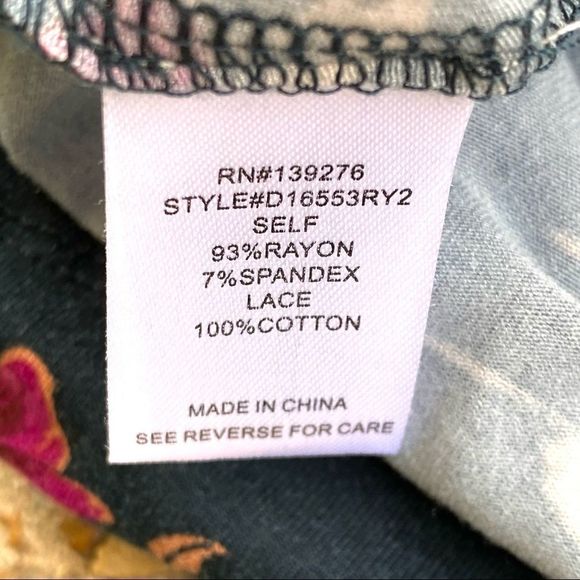 RN#139276
STYLE#D16553RY2
SELF
93%RAYON
7%SPANDEX
LACE
100%COTTON
MADE IN CHINA
SEE REVERSE FOR CARE